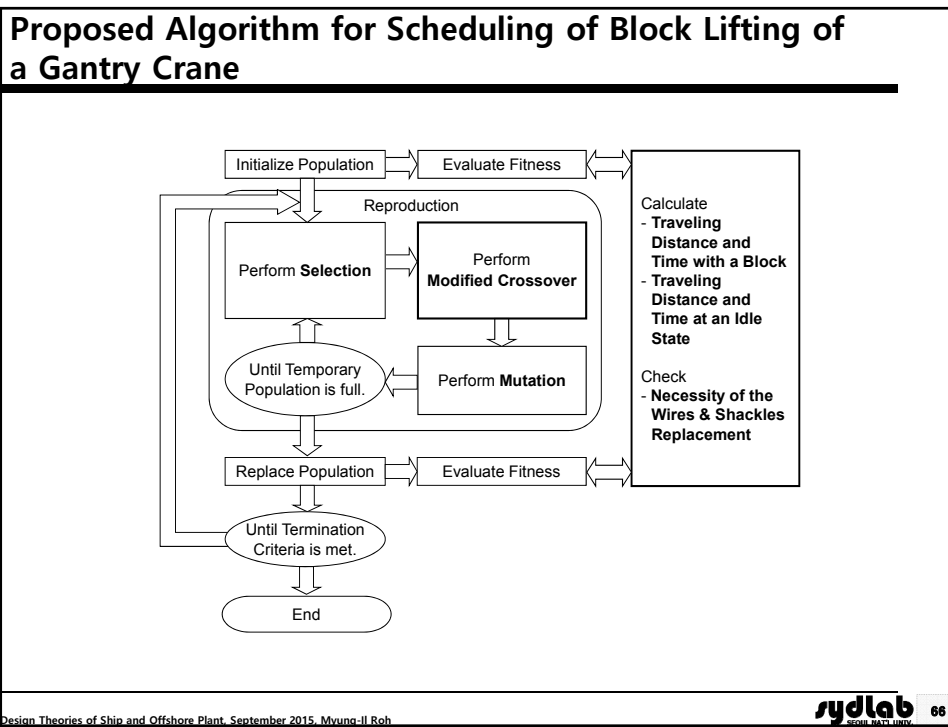 Proposed Algorithm for Scheduling of Block Lifting of
a Gantry Crane
Initialize Population
Evaluate Fitness
Reproduction
Perform Selection
Perform
Modified Crossover
Until Temporary
Population is full.
Perform Mutation
Replace Population
Evaluate Fitness
Until Termination
Criteria is met.
End
Calculate
- Traveling
Distance and
Time with a Block
- Traveling
Distance and
Time at an Idle
State
Check
- Necessity of the
Wires & Shackles
Replacement
Design Theories of Ship and Offshore Plant, September 2015, Myung-Il Roh
sydlab
SEOUL NAT'L UNIV.
66